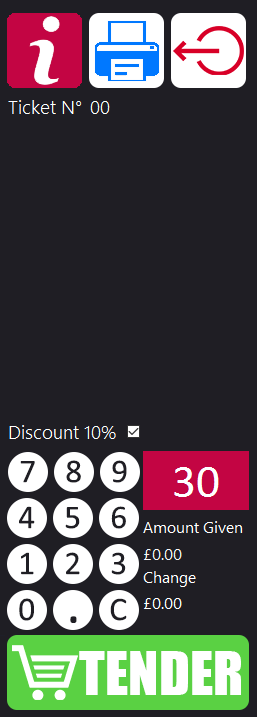 i
Ticket N° 00
Discount 10%
7 8 9
30
4 5 6
Amount Given
1 2 3
£0.00
Change
0 . C
£0.00
TENDER